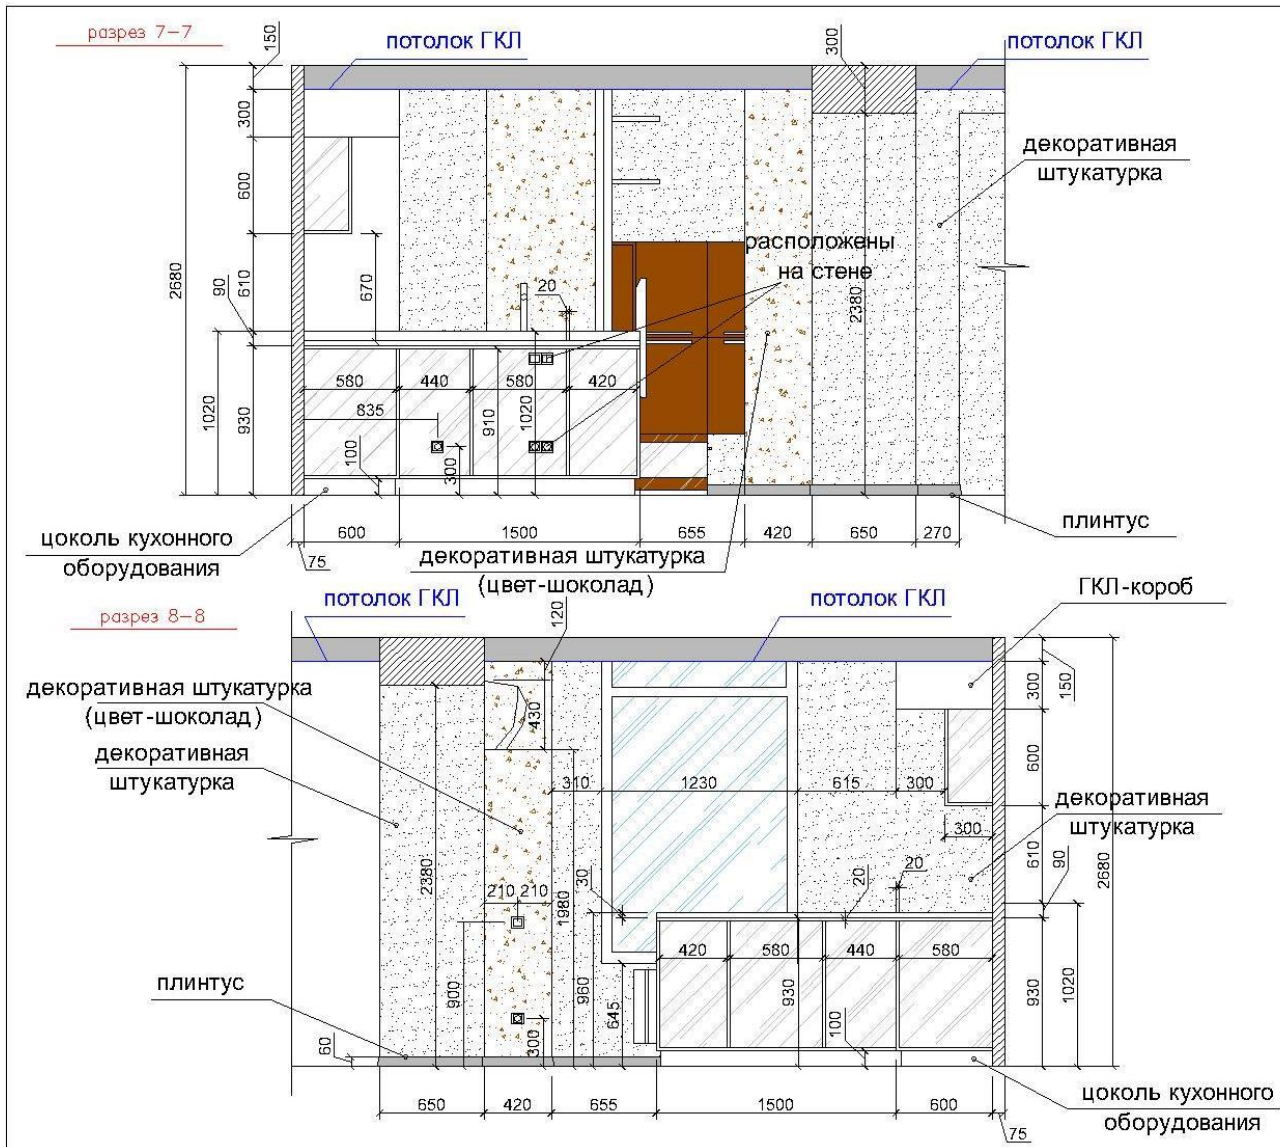 разрез 7-7
150
потолок ГКЛ
300
потолок ГКЛ
300
декоративная
штукатурка
600
расположены
на стене
2680
90
610
670
20
2380
580
440
580
420
1020
930
835
910
1020
100
300
600
1500
655
420
650
270
плинтус
цоколь кухонного
оборудования
75
декоративная штукатурка
(цвет-шоколад)
разрез 8-8
потолок ГКЛ
120
потолок ГКЛ
ГКЛ-короб
декоративная штукатурка
(цвет-шоколад)
300
150
430
декоративная
штукатурка
600
310
1230
615
300
декоративная
штукатурка
300
610
90
2680
2380
30
20
20
210
210
1980
420
580
440
580
плинтус
900
960
645
930
100
930
1020
60
300
цоколь кухонного
оборудования
650
420
655
1500
600
75